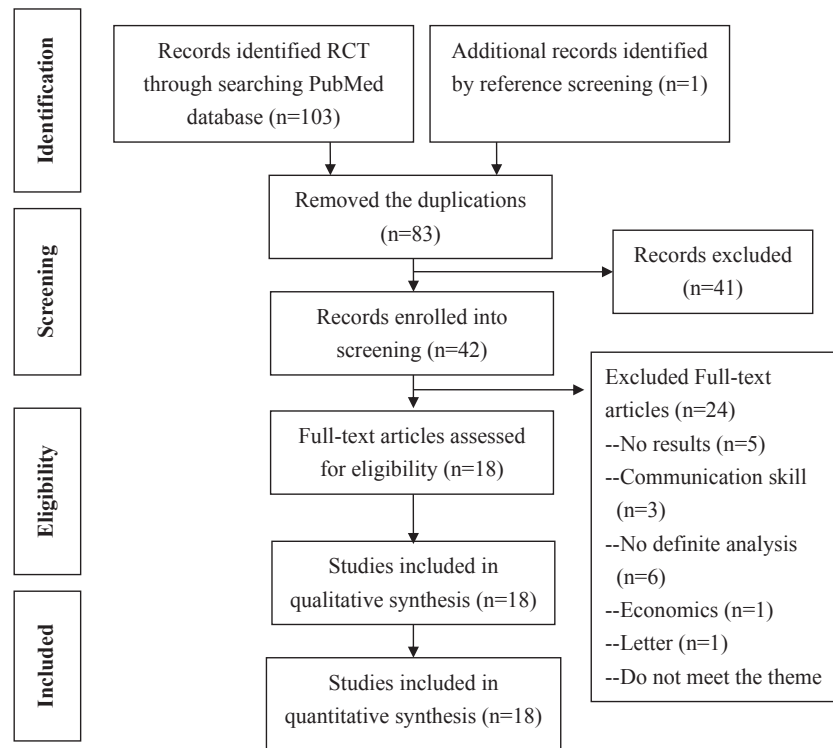 Identification
Records identified RCT
through searching PubMed
database (n=103)
Additional records identified
by reference screening (n=1)
Removed the duplications
(n=83)
Screening
Records excluded
(n=41)
Records enrolled into
screening (n=42)
Excluded Full-text
articles (n=24)
--No results (n=5)
--Communication skill
(n=3)
--No definite analysis
(n=6)
--Economics (n=1)
--Letter (n=1)
--Do not meet the theme
Eligibility
Full-text articles assessed
for eligibility (n=18)
Studies included in
qualitative synthesis (n=18)
Included
Studies included in
quantitative synthesis (n=18)